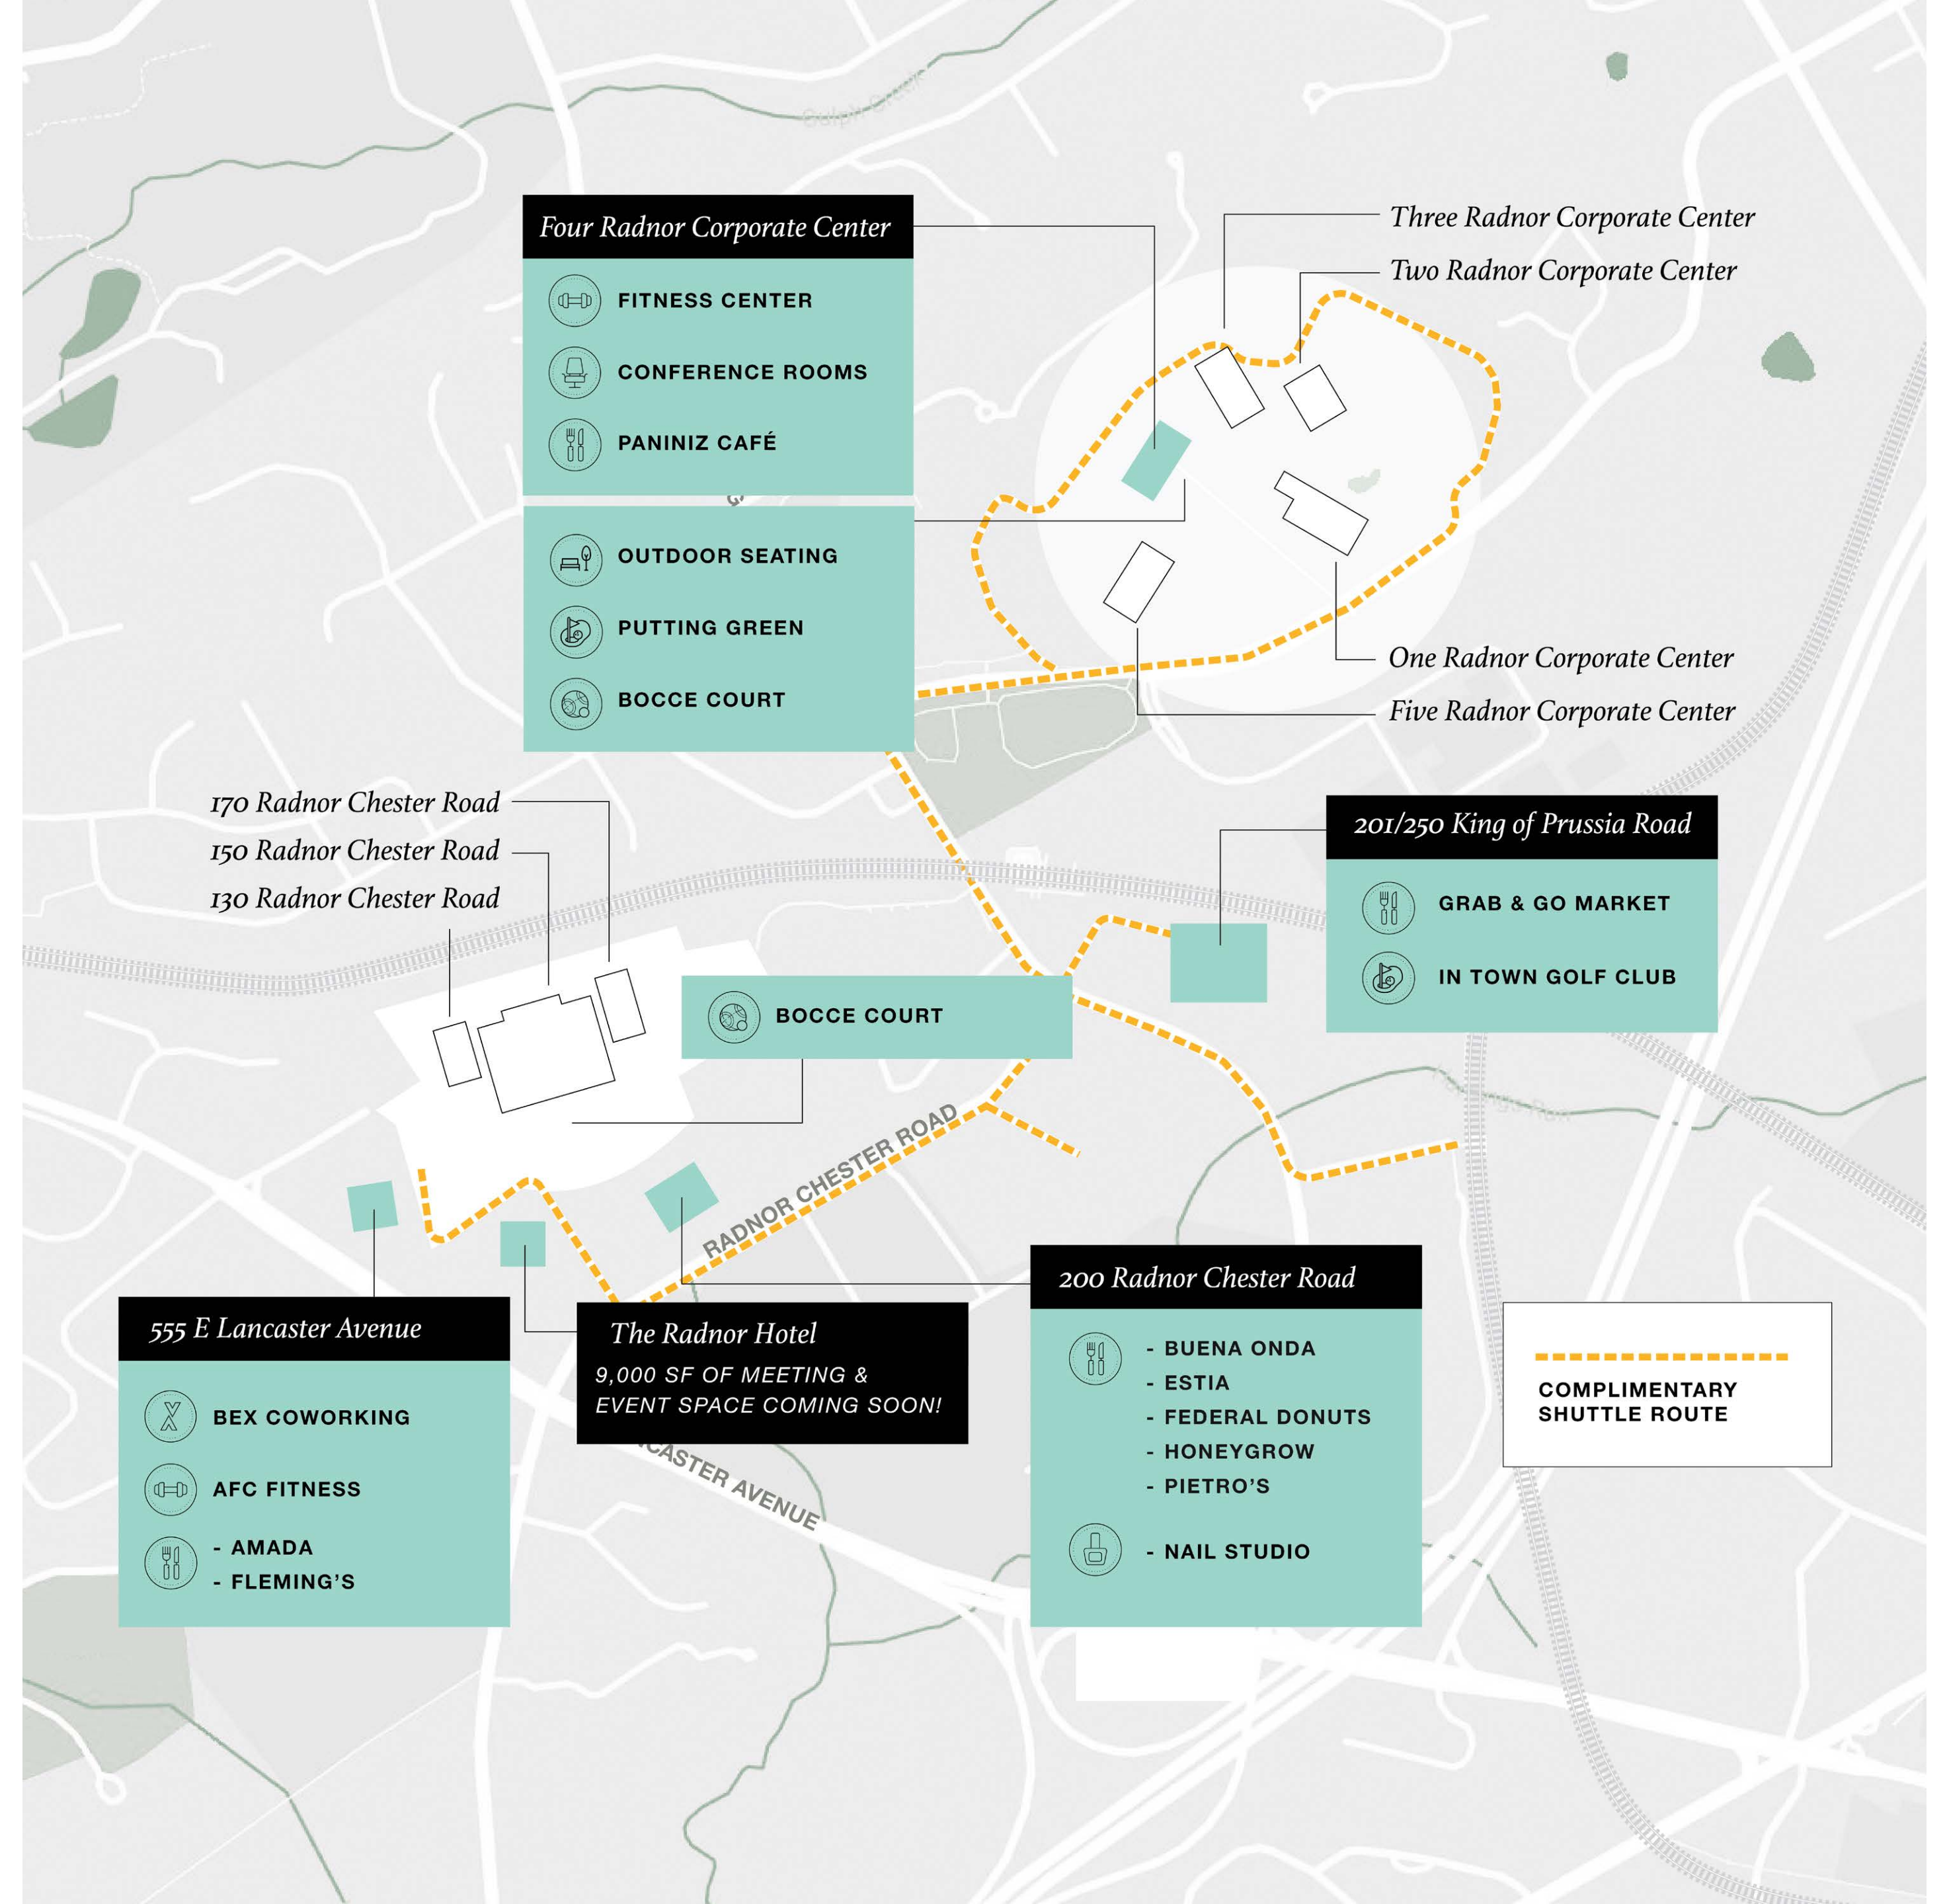 Gulph Creek
Four Radnor Corporate Center
FITNESS CENTER
CONFERENCE ROOMS
PANINIZ CAFÉ
OUTDOOR SEATING
PUTTING GREEN
BOCCE COURT
Three Radnor Corporate Center
Two Radnor Corporate Center
One Radnor Corporate Center
Five Radnor Corporate Center
170 Radnor Chester Road
150 Radnor Chester Road
130 Radnor Chester Road
201/250 King of Prussia Road
GRAB & GO MARKET
IN TOWN GOLF CLUB
BOCCE COURT
RADNOR CHESTER ROAD
555 E Lancaster Avenue
BEX COWORKING
AFC FITNESS
- AMADA
- FLEMING’S
The Radnor Hotel
9,000 SF OF MEETING &
EVENT SPACE COMING SOON!
CASTER AVENUE
200 Radnor Chester Road
- BUENA ONDA
- ESTIA
- FEDERAL DONUTS
- HONEYGROW
- PIETRO’S
- NAIL STUDIO
COMPLIMENTARY
SHUTTLE ROUTE